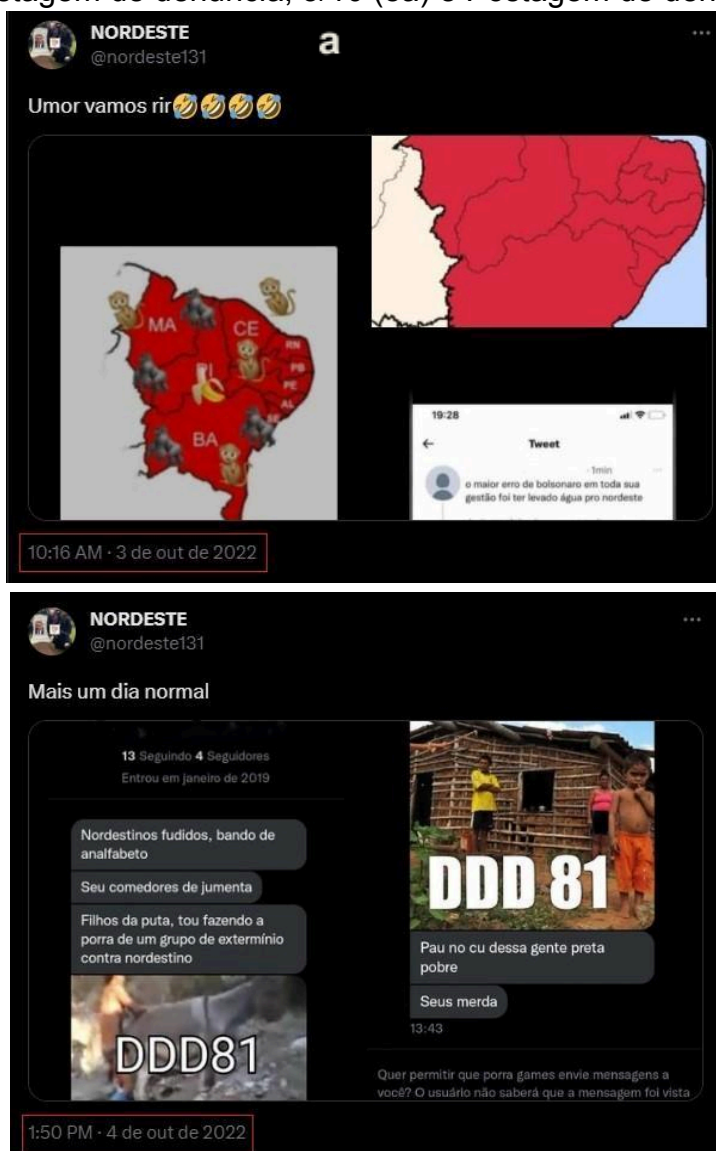 NORDESTE
@nordeste131
a
Umor vamos rir🤣🤣🤣🤣
MA
CE
RN
PB
PE
AL
SE
BA
19:28
Tweet
1min
o maior erro de bolsonaro em toda sua
gestão foi ter levado água pro nordeste
10:16 AM · 3 de out de 2022
NORDESTE
@nordeste131
Mais um dia normal
13 Seguindo 4 Seguidores
Entrou em janeiro de 2019
Nordestinos fudidos, bando de
analfabeto
Seu comedores de jumenta
Filhos da puta, tou fazendo a
porra de um grupo de extermínio
contra nordestino
DDD81
DDD 81
Pau no cu dessa gente preta
pobre
Seus merda
13:43
Quer permitir que porra games envie mensagens a
você? O usuário não saberá que a mensagem foi vista
1:50 PM · 4 de out de 2022